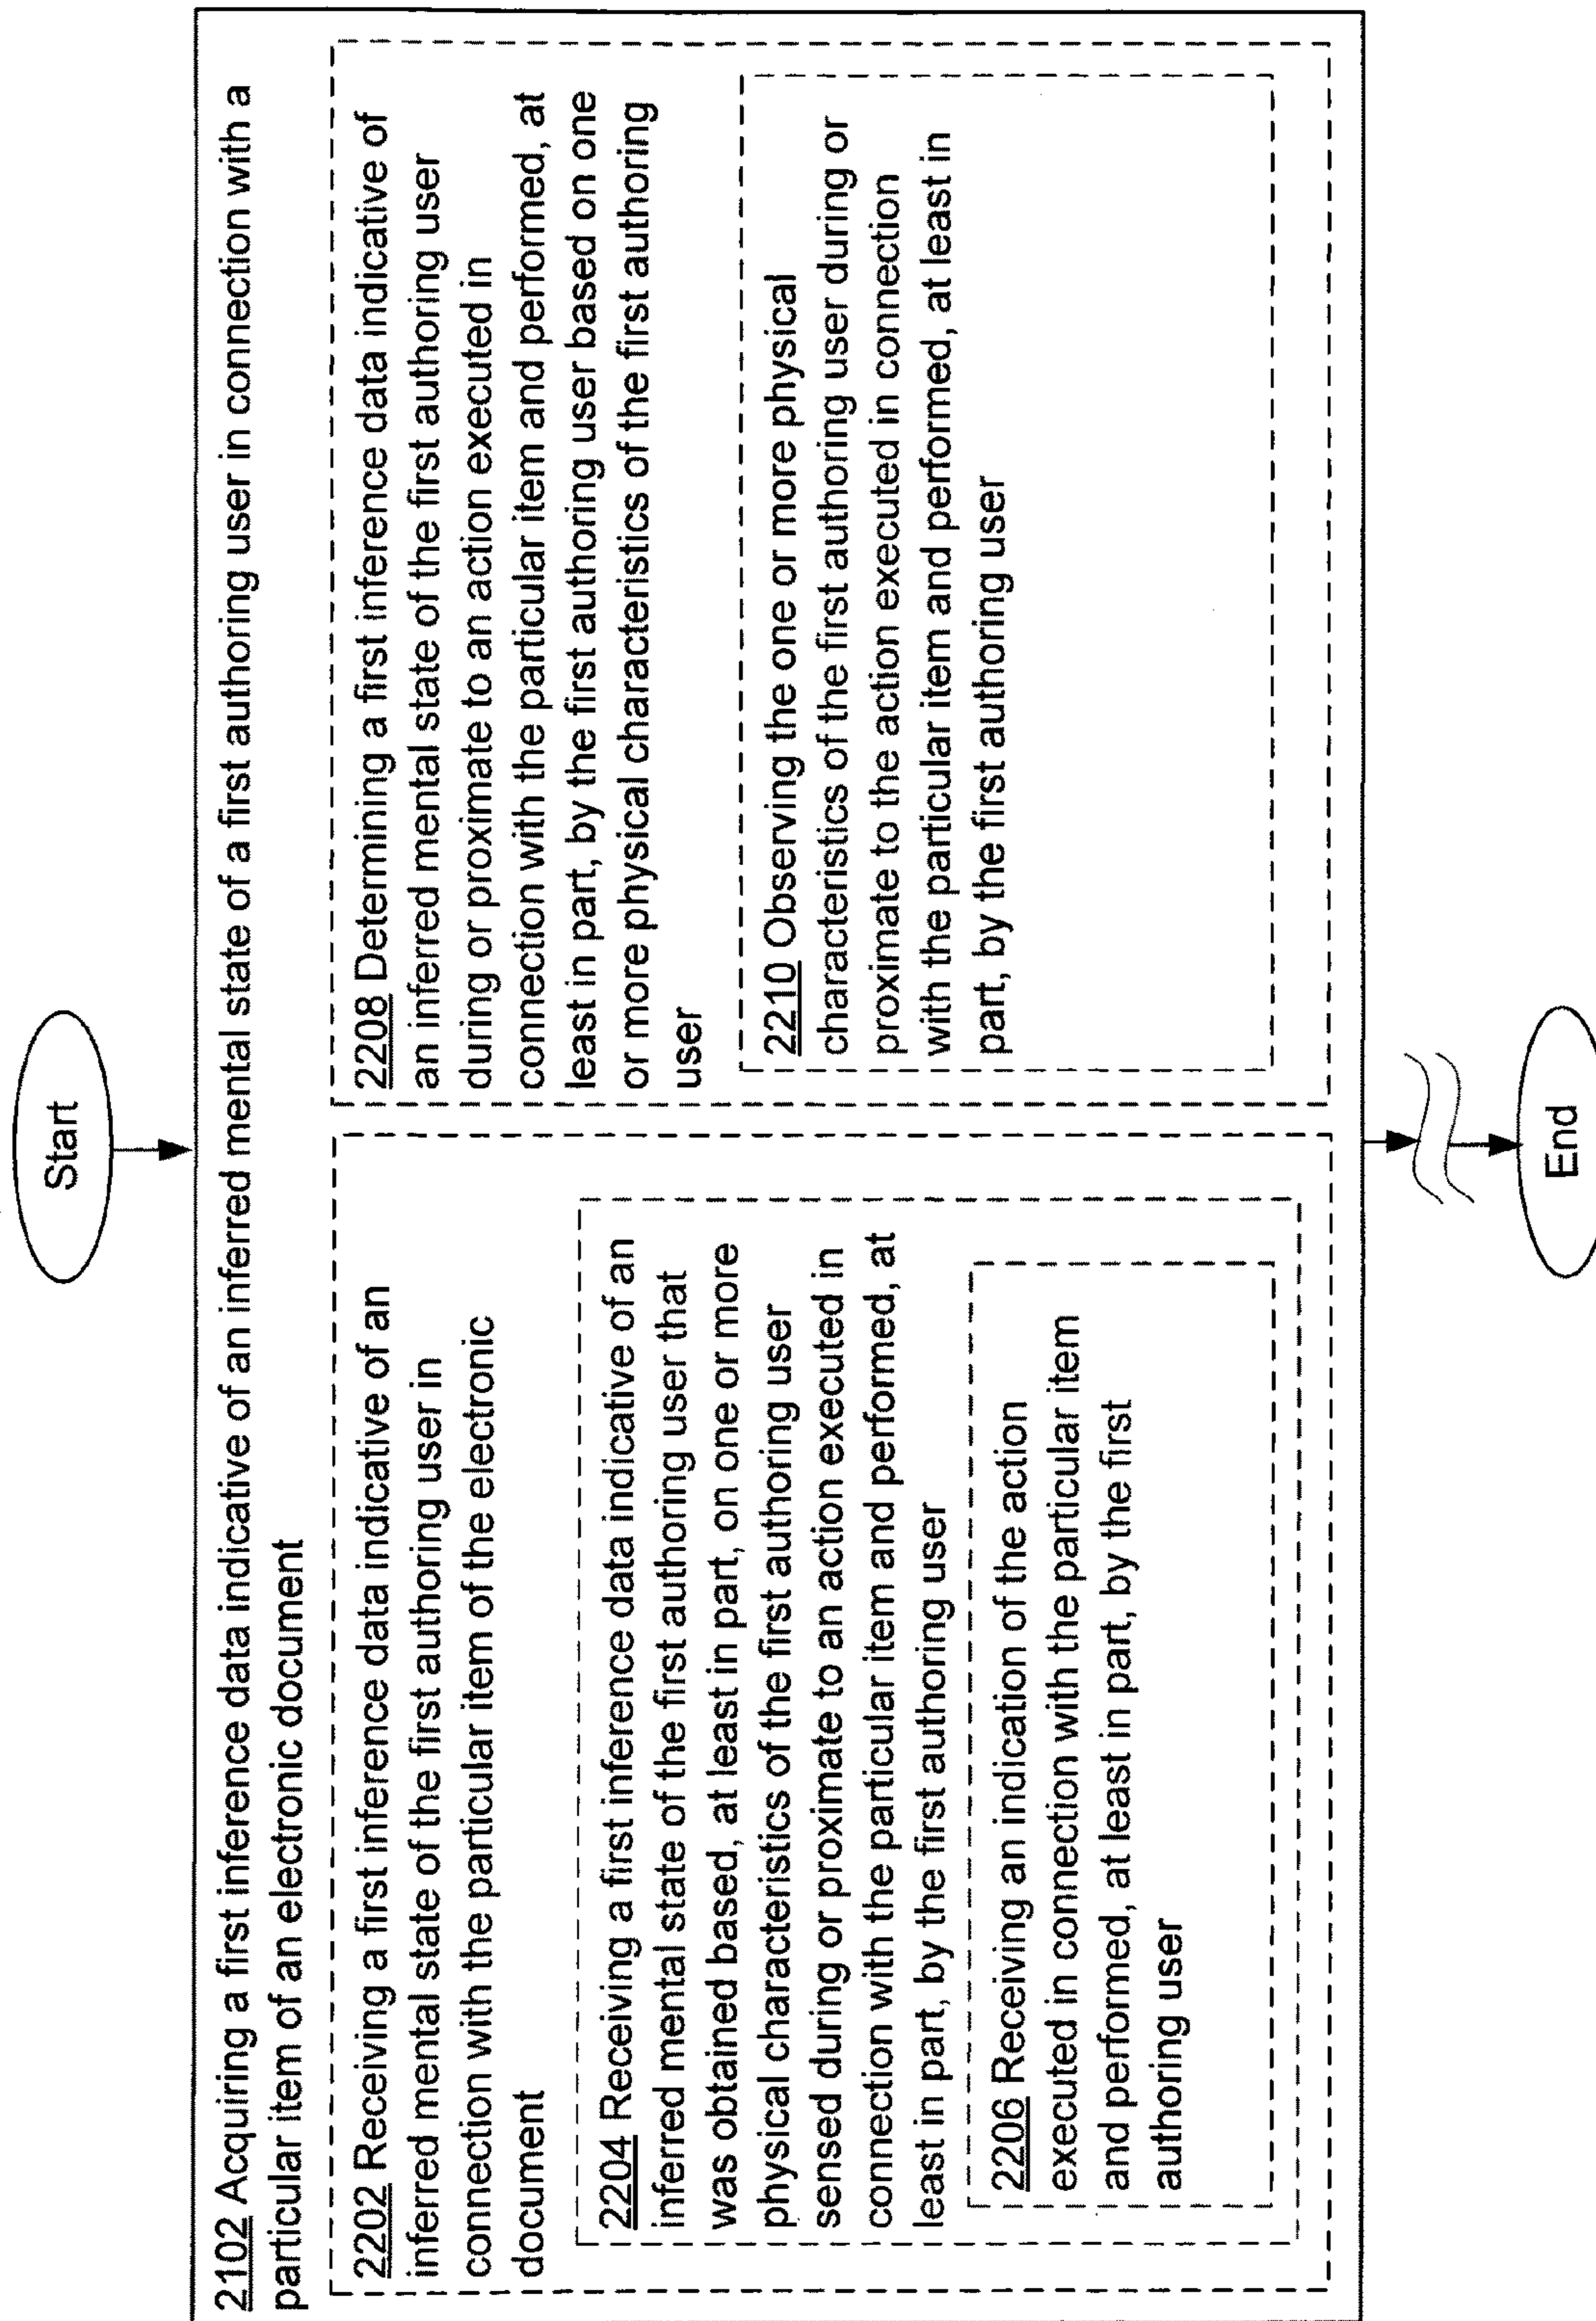 Start
2102 Acquiring a first inference data indicative of an inferred mental state of a first authoring user in connection with a
particular item of an electronic document
2202 Receiving a first inference data indicative of an
inferred mental state of the first authoring user in
connection with the particular item of the electronic
document
2204 Receiving a first inference data indicative of an
inferred mental state of the first authoring user that
was obtained based, at least in part, on one or more
physical characteristics of the first authoring user
sensed during or proximate to an action executed in
connection with the particular item and performed, at
least in part, by the first authoring user
2206 Receiving an indication of the action
executed in connection with the particular item
and performed, at least in part, by the first
authoring user
2208 Determining a first inference data indicative of
an inferred mental state of the first authoring user
during or proximate to an action executed in
connection with the particular item and performed, at
least in part, by the first authoring user based on one
or more physical characteristics of the first authoring
user
2210 Observing the one or more physical
characteristics of the first authoring user during or
proximate to the action executed in connection
with the particular item and performed, at least in
part, by the first authoring user
End